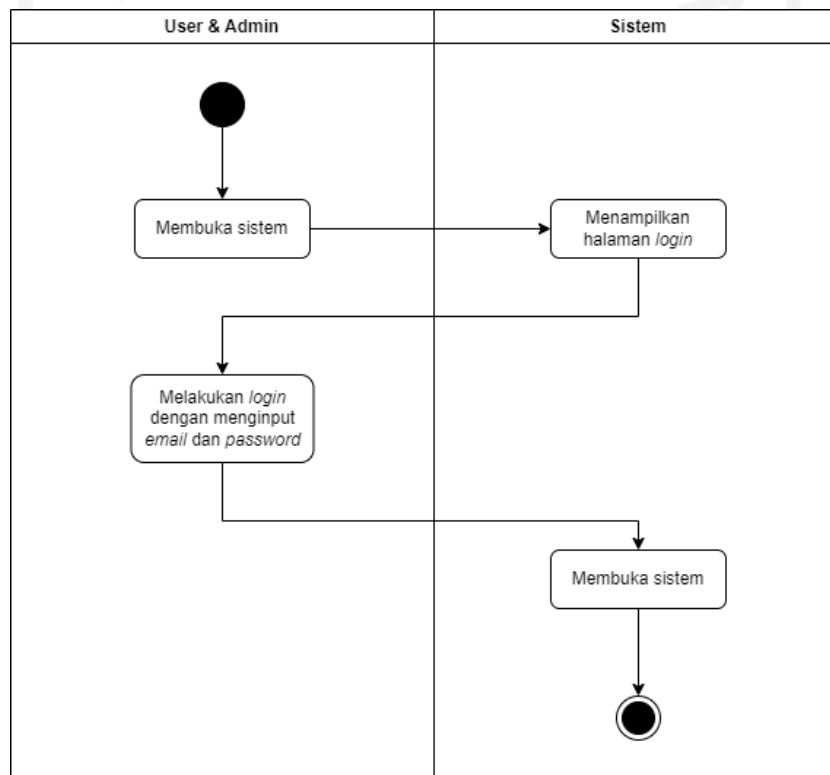 User & Admin
Sistem
Membuka sistem
Menampilkan
halaman login
Melakukan login
dengan menginput
email dan password
Membuka sistem